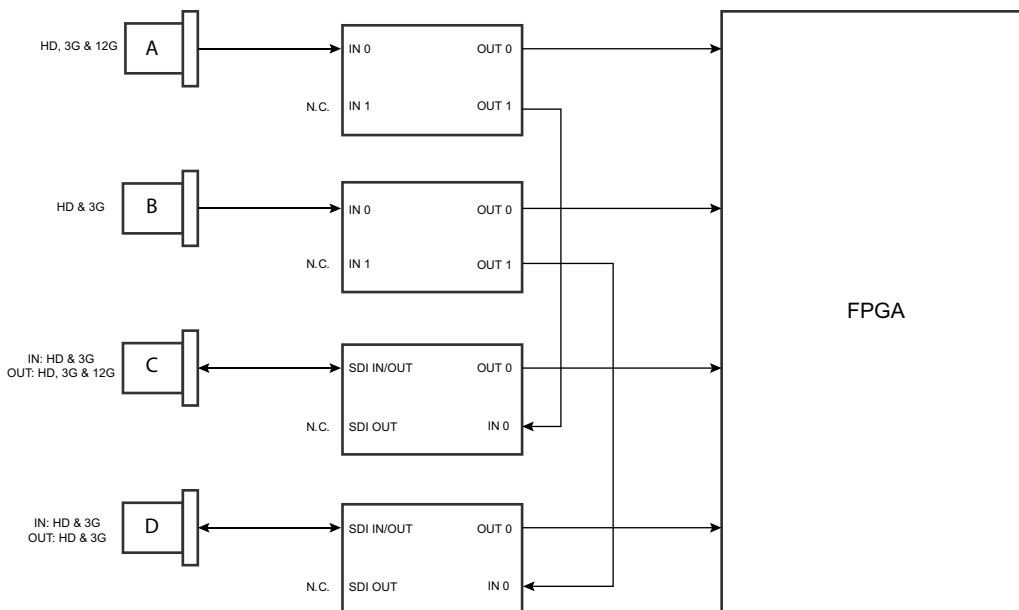 HD, 3G & 12G
A
IN 0
OUT 0
N.C.
IN 1
OUT 1
HD & 3G
B
IN 0
OUT 0
N.C.
IN 1
OUT 1
FPGA
IN: HD & 3G
OUT: HD, 3G & 12G
C
SDI IN/OUT
OUT 0
N.C.
SDI OUT
IN 0
IN: HD & 3G
OUT: HD & 3G
D
SDI IN/OUT
OUT 0
N.C.
SDI OUT
IN 0